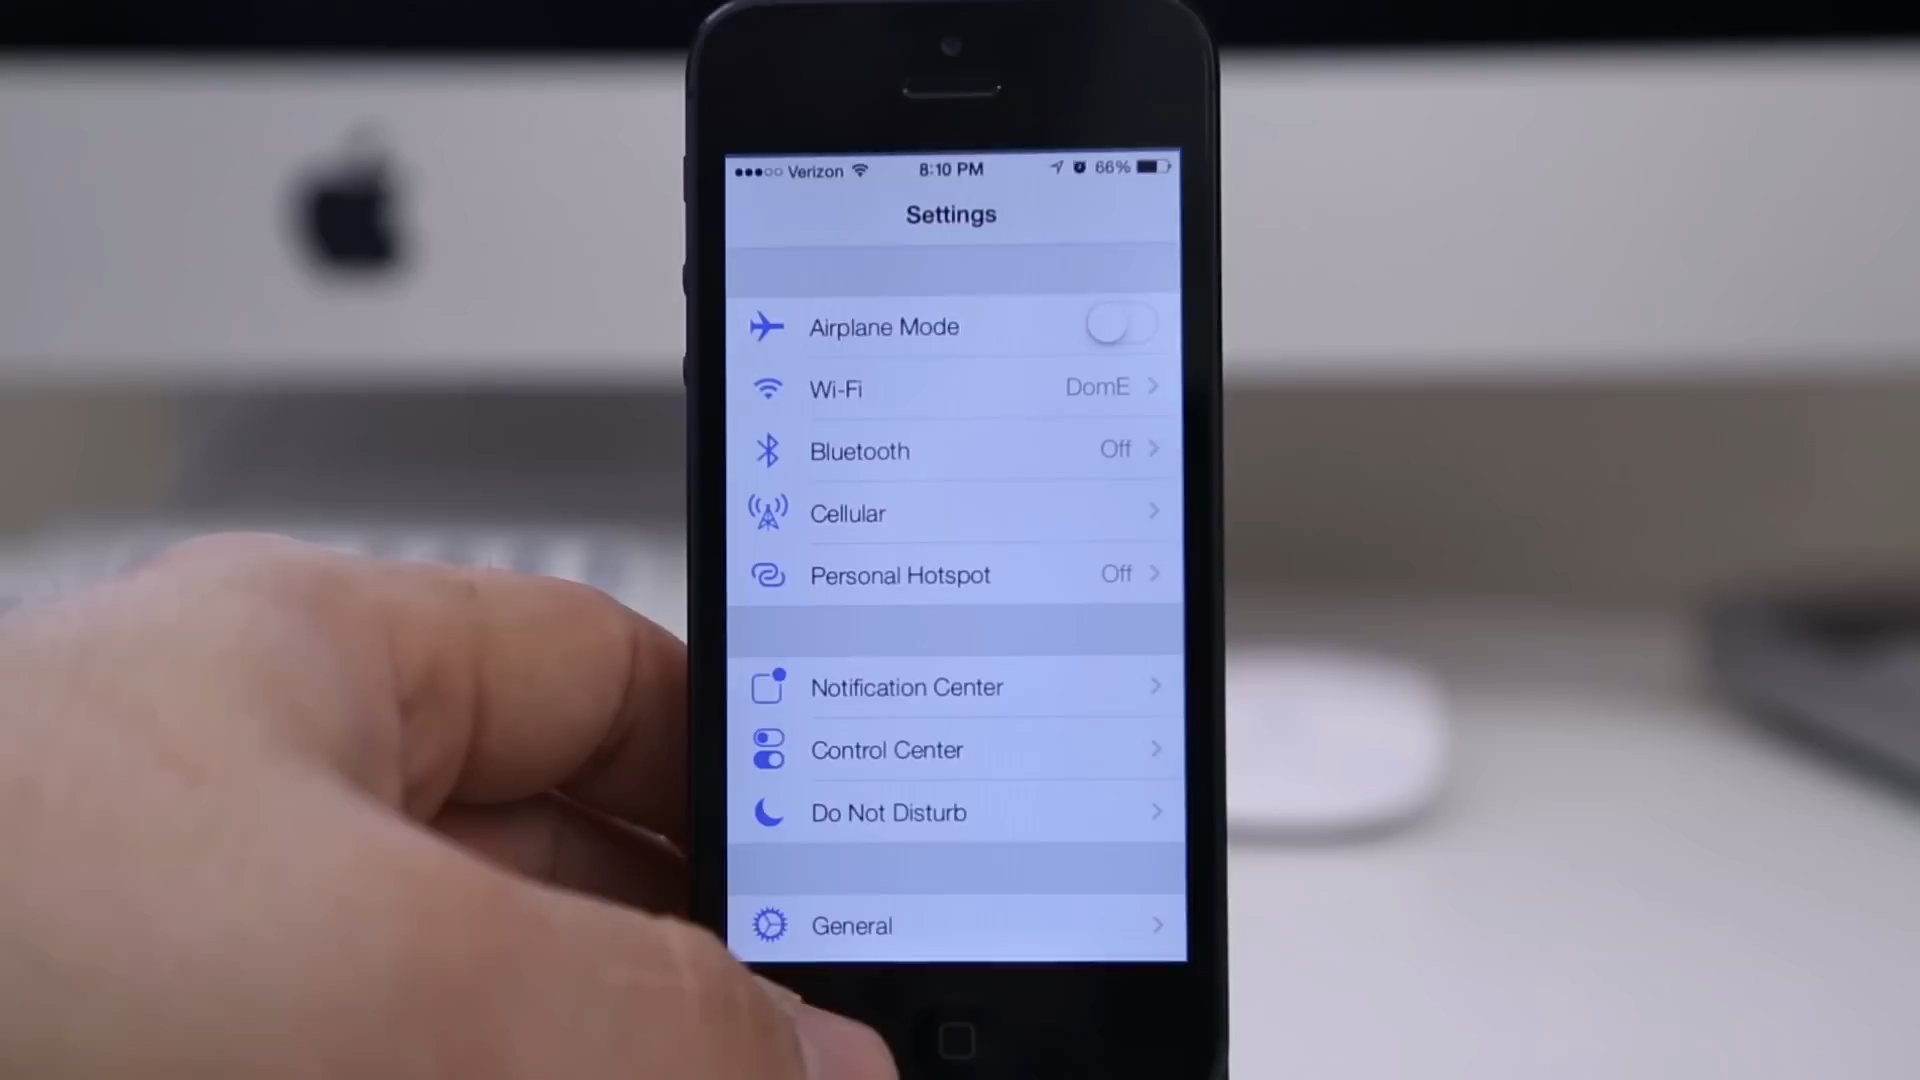 Verizon 8:10 PM 66%
Settings
Airplane Mode
Wi-Fi DomE
Bluetooth Off
Cellular
Personal Hotspot Off
Notification Center
Control Center
Do Not Disturb
General